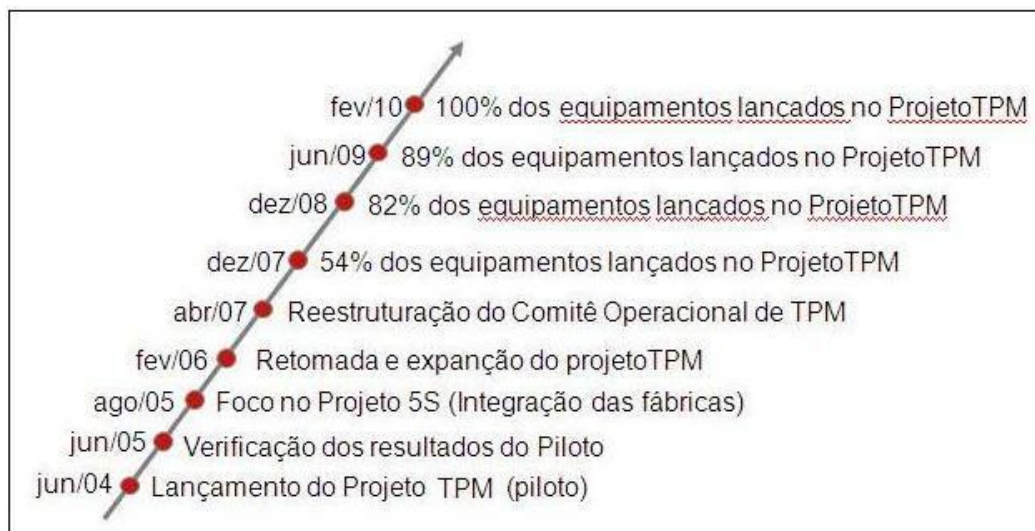 fev/10 100% dos equipamentos lançados no ProjetoTPM
jun/09 89% dos equipamentos lançados no ProjetoTPM
dez/08 82% dos equipamentos lançados no ProjetoTPM
dez/07 54% dos equipamentos lançados no ProjetoTPM
abr/07 Reestruturação do Comitê Operacional de TPM
fev/06 Retomada e expanção do projetoTPM
ago/05 Foco no Projeto 5S (Integração das fábricas)
jun/05 Verificação dos resultados do Piloto
jun/04 Lançamento do Projeto TPM (piloto)